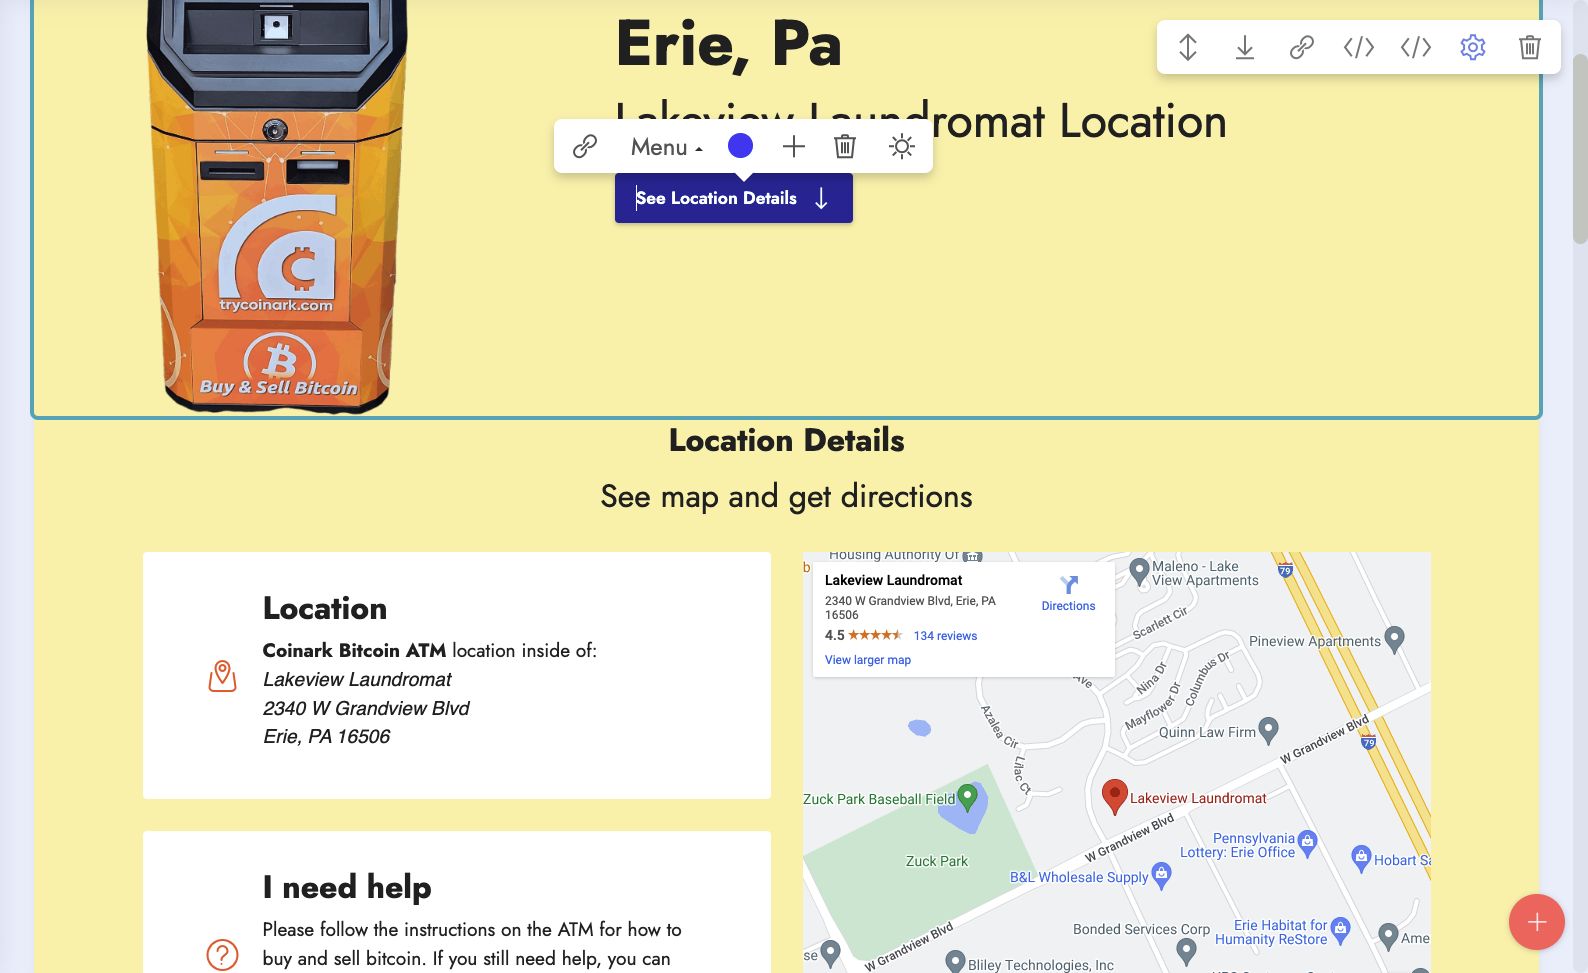 Erie, Pa
Lakeview Laundromat Location
Menu
See Location Details
trycoinark.com
Buy & Sell Bitcoin
Location Details
See map and get directions
Location
Coinark Bitcoin ATM location inside of:
Lakeview Laundromat
2340 W Grandview Blvd
Erie, PA 16506
I need help
Please follow the instructions on the ATM for how to
buy and sell bitcoin. If you still need help, you can
Housing Authority Of
b
Lakeview Laundromat
2340 W Grandview Blvd, Erie, PA
16506
4.5
134 reviews
View larger map
Directions
Maleno - Lake
View Apartments
79
Scarlett Cir
Pineview Apartments
Ave
Nina Dr
Columbus Dr
Mayflower Dr
Azalea Cir
Quinn Law Firm
W Grandview Blvd
79
Lilac Ct
Zuck Park Baseball Field
Lakeview Laundromat
W Grandview Blvd
Pennsylvania
Lottery: Erie Office
Hobart Sa
Zuck Park
B&L Wholesale Supply
Bonded Services Corp
Erie Habitat for
Humanity ReStore
Ame
se
W Grandview Blvd
Bliley Technologies, Inc